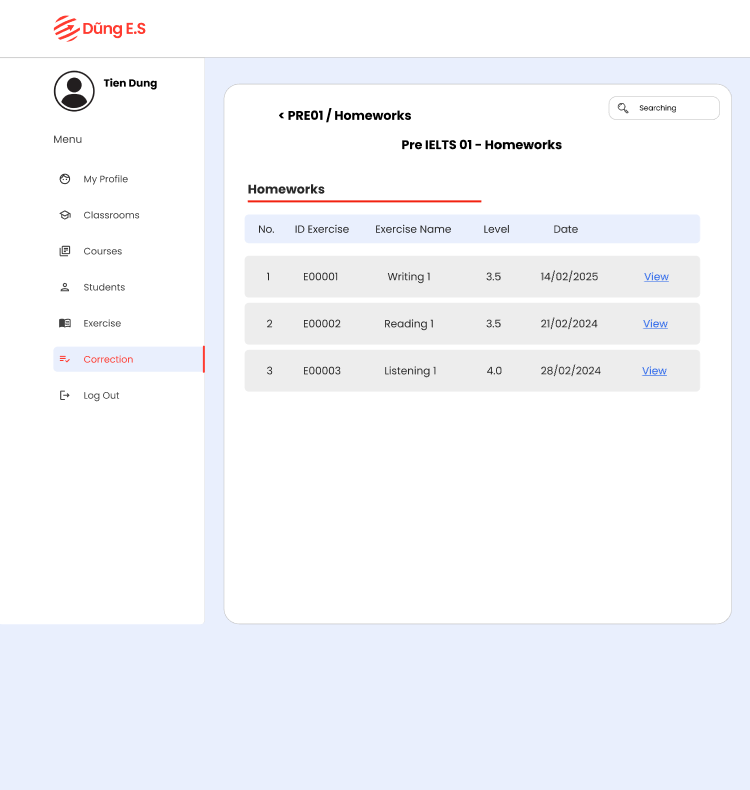 Dũng E.S
Tien Dung
Menu
My Profile
Classrooms
Courses
Students
Exercise
Correction
Log Out
< PRE01 / Homeworks
Searching
Pre IELTS 01 - Homeworks
Homeworks
No. ID Exercise Exercise Name Level Date
1 E00001 Writing 1 3.5 14/02/2025 View
2 E00002 Reading 1 3.5 21/02/2024 View
3 E00003 Listening 1 4.0 28/02/2024 View